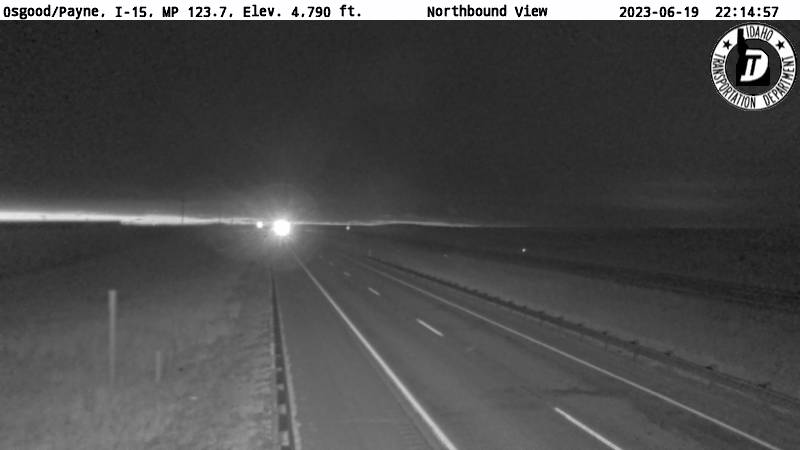 Osgood/Payne, I-15, MP 123.7, Elev. 4,790 ft. Northbound View 2023-06-19 22:14:57
IDAHO
TRANSPORTATION DEPARTMENT